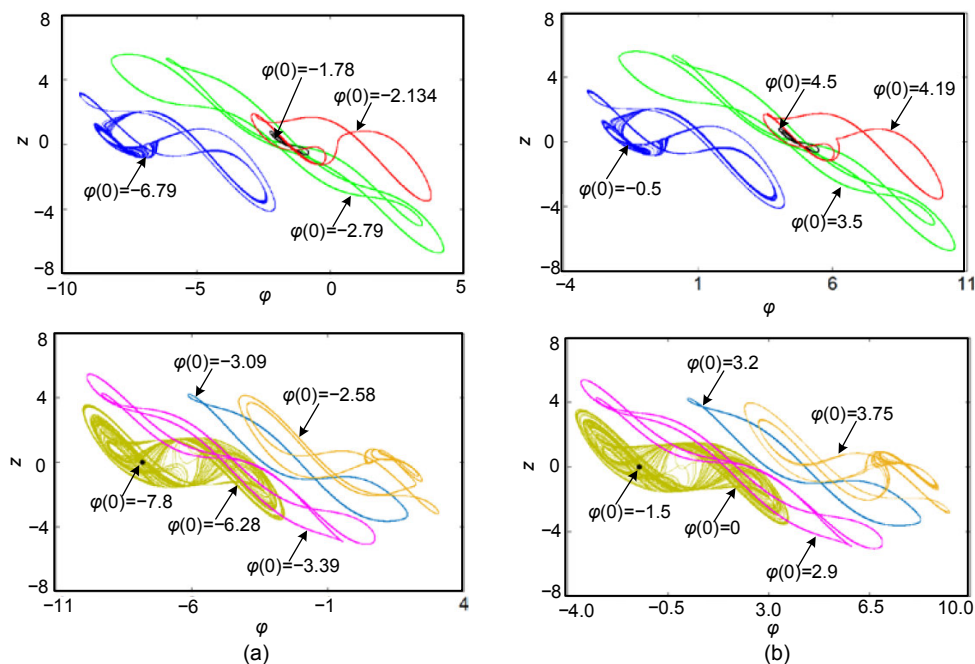 8
4
z
0
−4
−8
φ(0)=−1.78
φ(0)=−2.134
φ(0)=−6.79
φ(0)=−2.79
−10
−5
0
5
φ
8
4
z
0
−4
−8
φ(0)=4.5
φ(0)=4.19
φ(0)=−0.5
φ(0)=3.5
−4
1
6
11
φ
8
4
z
0
−4
−8
φ(0)=−3.09
φ(0)=−2.58
φ(0)=−7.8
φ(0)=−6.28
φ(0)=−3.39
−11
−6
−1
4
φ
(a)
8
4
z
0
−4
−8
φ(0)=3.2
φ(0)=3.75
φ(0)=−1.5
φ(0)=0
φ(0)=2.9
−4.0
−0.5
3.0
6.5
10.0
φ
(b)